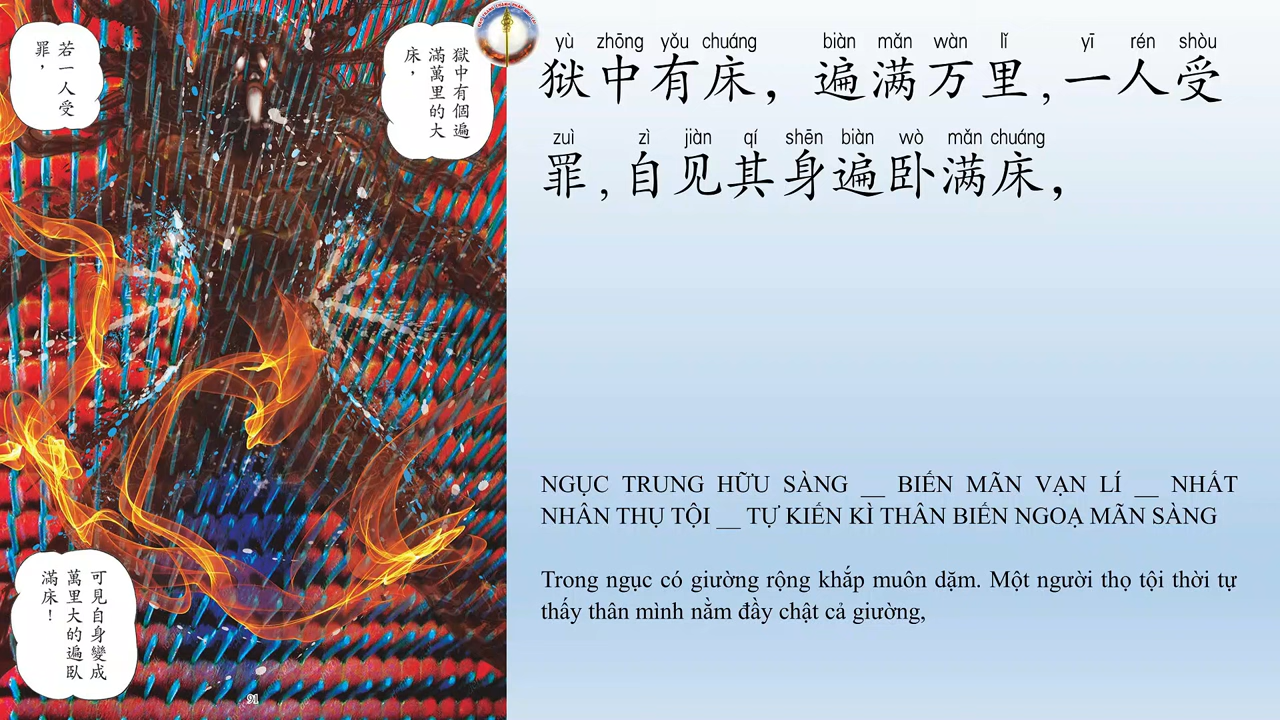 獄中有個遍
滿萬里的大
床，
若一人受
罪，
可見自身變成
萬里大的遍臥
滿床！
91
yù zhōng yǒu chuáng biàn mǎn wàn lǐ yī rén shòu
獄中有床，遍满万里,一人受
zuì zì jiàn qí shēn biàn wò mǎn chuáng
罪,自见其身遍卧满床，
NGỤC TRUNG HỮU SÀNG __ BIẾN MÃN VẠN LÍ __ NHẤT
NHÂN THỤ TỘI __ TỰ KIẾN KÌ THÂN BIẾN NGOẠ MÃN SÀNG
Trong ngục có giường rộng khắp muôn dặm. Một người thọ tội thời tự
thấy thân mình nằm đầy chật cả giường,